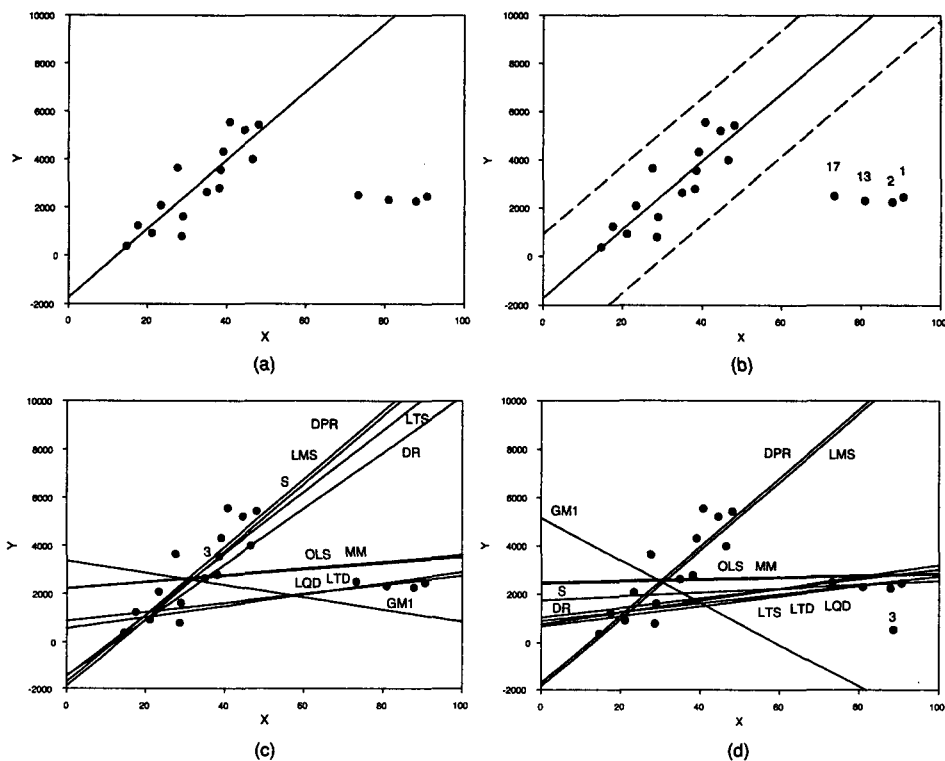 10000
8000
6000
4000
2000
0
-2000
Y
0 20 40 60 80 100
X
(a)
10000
8000
6000
4000
2000
0
-2000
Y
17
13
2
1
0 20 40 60 80 100
X
(b)
10000
8000
6000
4000
2000
0
-2000
Y
DPR
LTS
LMS
DR
S
3
OLS MM
LQD LTD
GM1
0 20 40 60 80 100
X
(c)
10000
8000
6000
4000
2000
0
-2000
Y
DPR LMS
GM1
OLS MM
S
DR
LTS LTD LQD
3
0 20 40 60 80 100
X
(d)